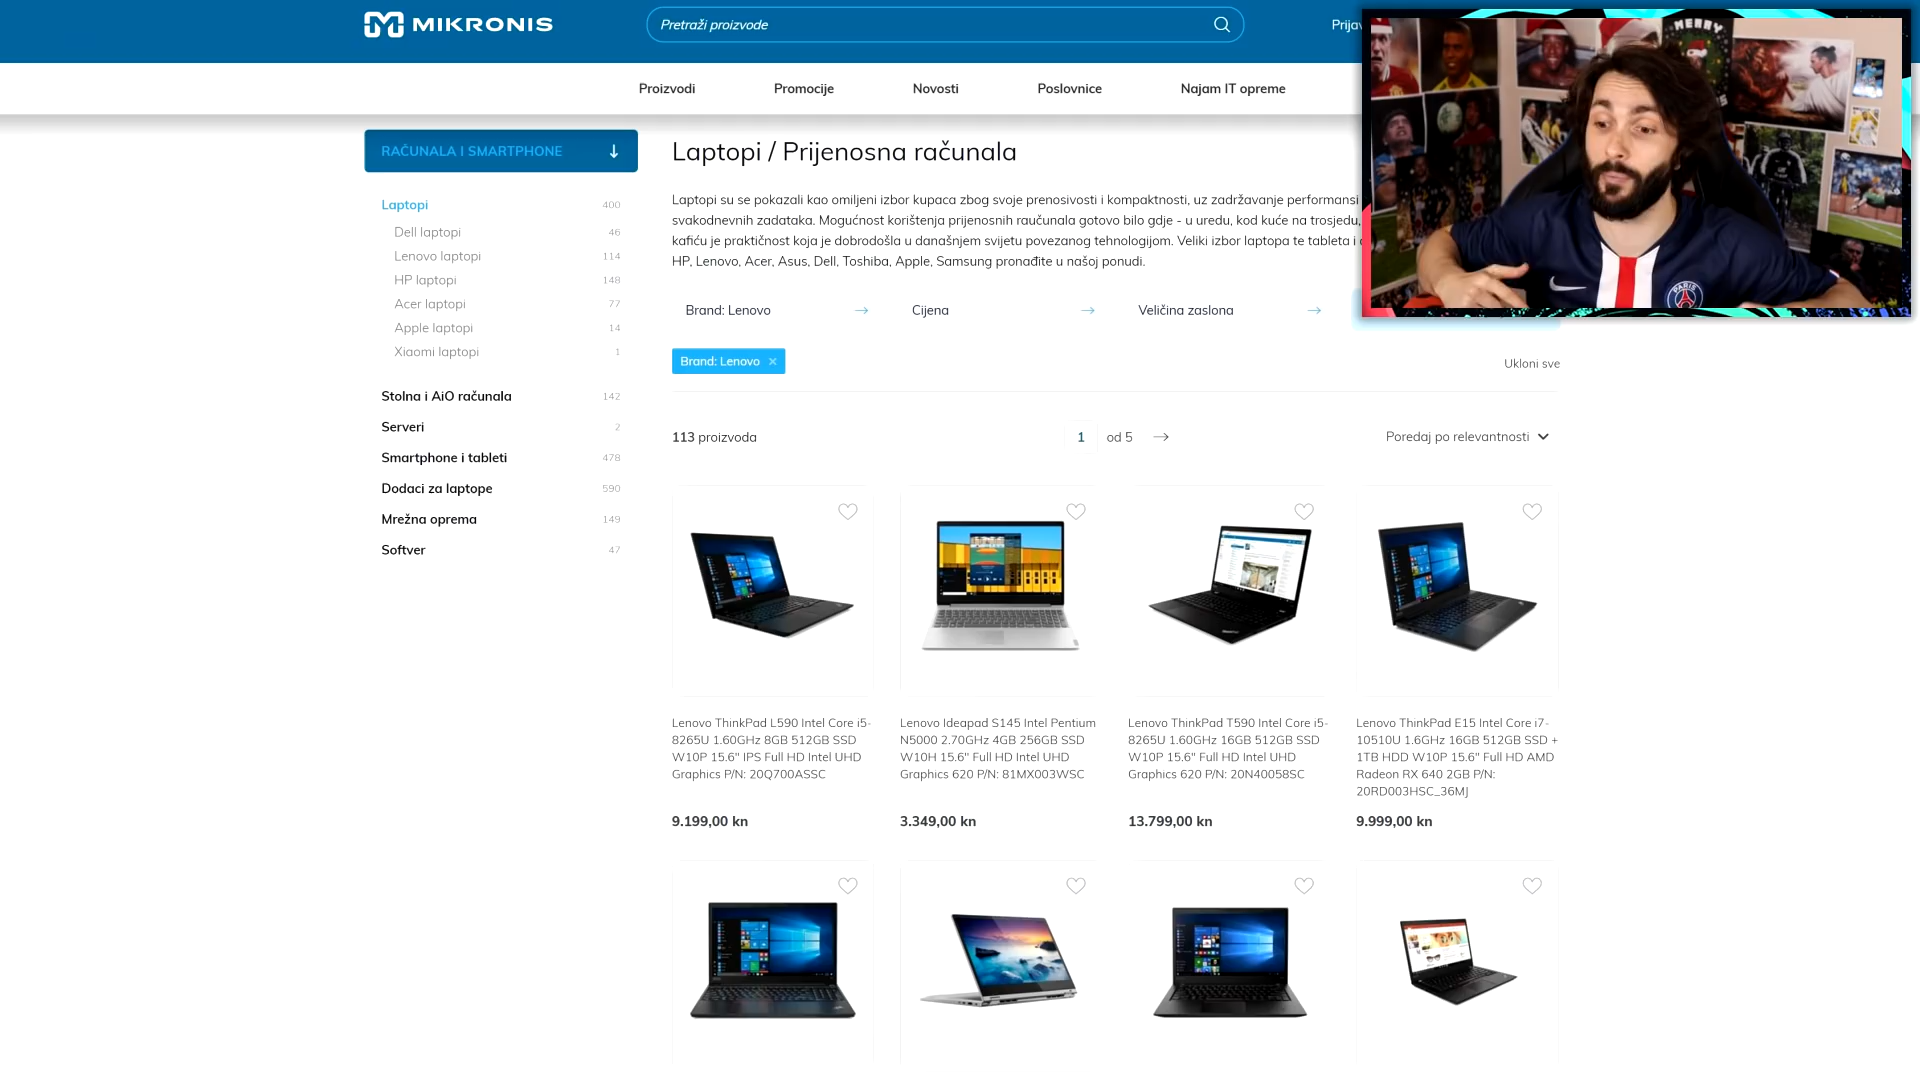 MIKRONIS
Pretraži proizvode
Proizvodi
Promocije
Novosti
Poslovnice
Najam IT opreme
RAČUNALA I SMARTPHONE
Laptopi 400
Dell laptopi 46
Lenovo laptopi 114
HP laptopi 148
Acer laptopi 77
Apple laptopi 14
Xiaomi laptopi 1
Stolna i AiO računala 142
Serveri 2
Smartphone i tableti 478
Dodaci za laptope 590
Mrežna oprema 149
Softver 47
Laptopi / Prijenosna računala
Laptopi su se pokazali kao omiljeni izbor kupaca zbog svoje prenosivosti i kompaktnosti, uz zadržavanje performansi
svakodnevnih zadataka. Mogućnost korištenja prijenosnih raučunala gotovo bilo gdje - u uredu, kod kuće na trosjedu,
kafiću je praktičnost koja je dobrodošla u današnjem svijetu povezanog tehnologijom. Veliki izbor laptopa te tableta i
HP, Lenovo, Acer, Asus, Dell, Toshiba, Apple, Samsung pronađite u našoj ponudi.
Brand: Lenovo
Cijena
Veličina zaslona
Brand: Lenovo ×
Ukloni sve
113 proizvoda
1 od 5
Poredaj po relevantnosti
Lenovo ThinkPad L590 Intel Core i5-
8265U 1.60GHz 8GB 512GB SSD
W10P 15.6" IPS Full HD Intel UHD
Graphics P/N: 20Q700ASSC
9.199,00 kn
Lenovo Ideapad S145 Intel Pentium
N5000 2.70GHz 4GB 256GB SSD
W10H 15.6" Full HD Intel UHD
Graphics 620 P/N: 81MX003WSC
3.349,00 kn
Lenovo ThinkPad T590 Intel Core i5-
8265U 1.60GHz 16GB 512GB SSD
W10P 15.6" Full HD Intel UHD
Graphics 620 P/N: 20N40058SC
13.799,00 kn
Lenovo ThinkPad E15 Intel Core i7-
10510U 1.6GHz 16GB 512GB SSD +
1TB HDD W10P 15.6" Full HD AMD
Radeon RX 640 2GB P/N:
20RD003HSC_36MJ
9.999,00 kn
MERRY
PARIS